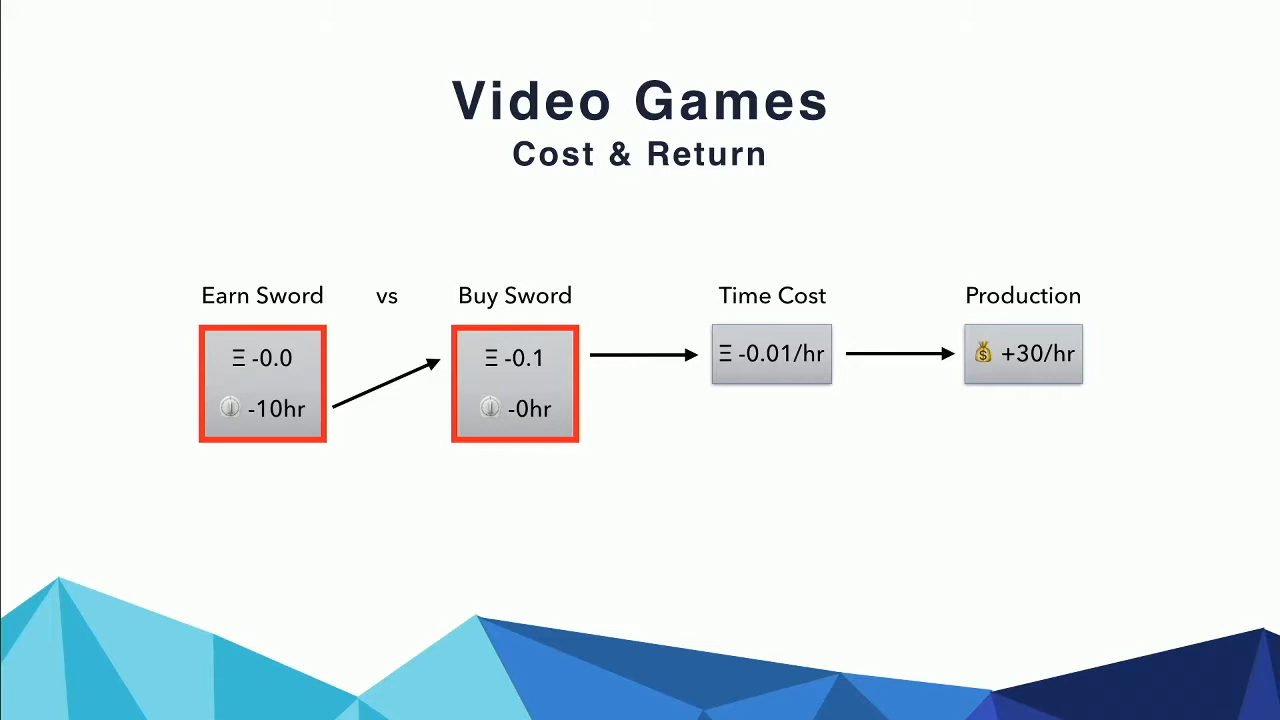 Video Games
Cost & Return
Earn Sword vs Buy Sword Time Cost Production
Ξ -0.0
-10hr
Ξ -0.1
-0hr
Ξ -0.01/hr
💰 +30/hr